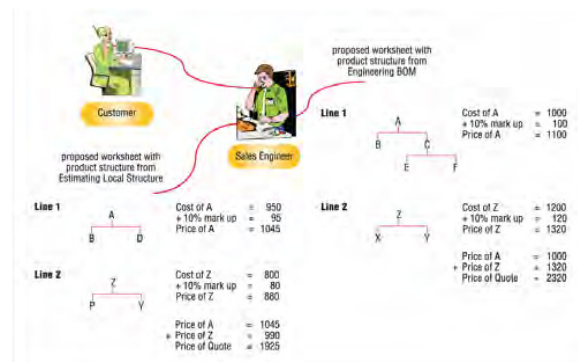 proposed worksheet with
product structure from
Engineering BOM
Customer
Sales Engineer
Line 1
A
B C
E F
Cost of A = 1000
+ 10% mark up = 100
Price of A = 1100
proposed worksheet with
product structure from
Estimating Local Structure
Line 1
A
B D
Cost of A = 950
+ 10% mark up = 95
Price of A = 1045
Line 2
Z
X Y
Cost of Z = 1200
+ 10% mark up = 120
Price of Z = 1320
Price of A = 1000
+ Price of Z = 1320
Price of Quote = 2320
Line 2
Z
P Y
Cost of Z = 800
+ 10% mark up = 80
Price of Z = 880
Price of A = 1045
+ Price of Z = 990
Price of Quote = 1925